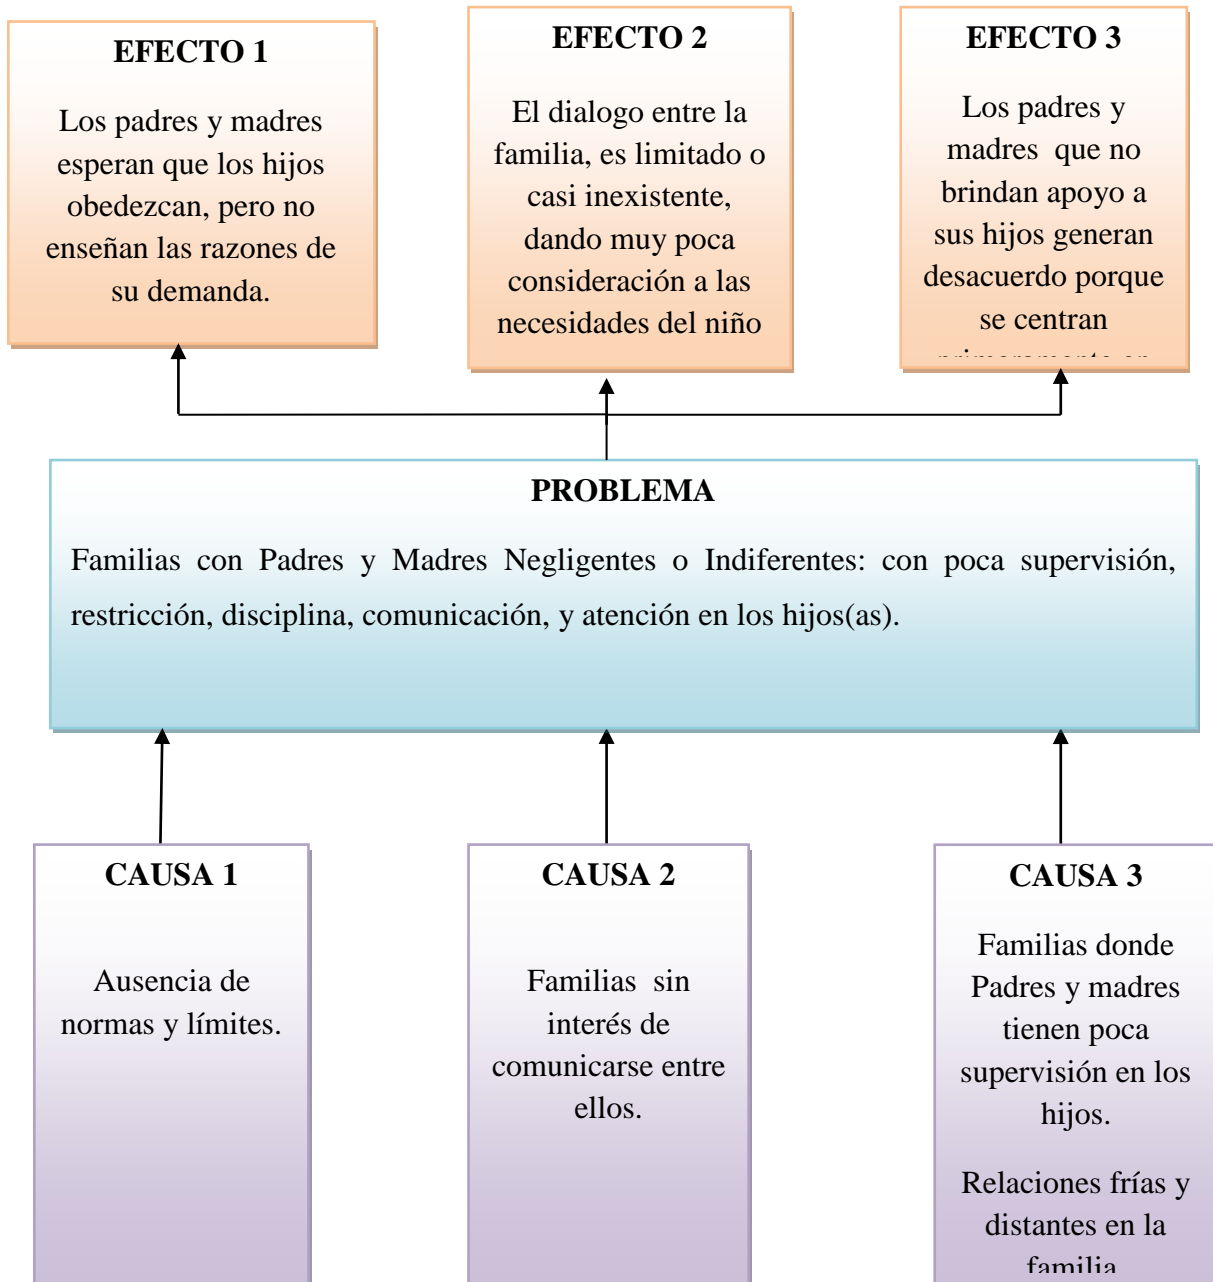 EFECTO 1
Los padres y madres
esperan que los hijos
obedezcan, pero no
enseñan las razones de
su demanda.
EFECTO 2
El dialogo entre la
familia, es limitado o
casi inexistente,
dando muy poca
consideración a las
necesidades del niño
EFECTO 3
Los padres y
madres que no
brindan apoyo a
sus hijos generan
desacuerdo porque
se centran
PROBLEMA
Familias con Padres y Madres Negligentes o Indiferentes: con poca supervisión,
restricción, disciplina, comunicación, y atención en los hijos(as).
CAUSA 1
Ausencia de
normas y límites.
CAUSA 2
Familias sin
interés de
comunicarse entre
ellos.
CAUSA 3
Familias donde
Padres y madres
tienen poca
supervisión en los
hijos.
Relaciones frías y
distantes en la
familia